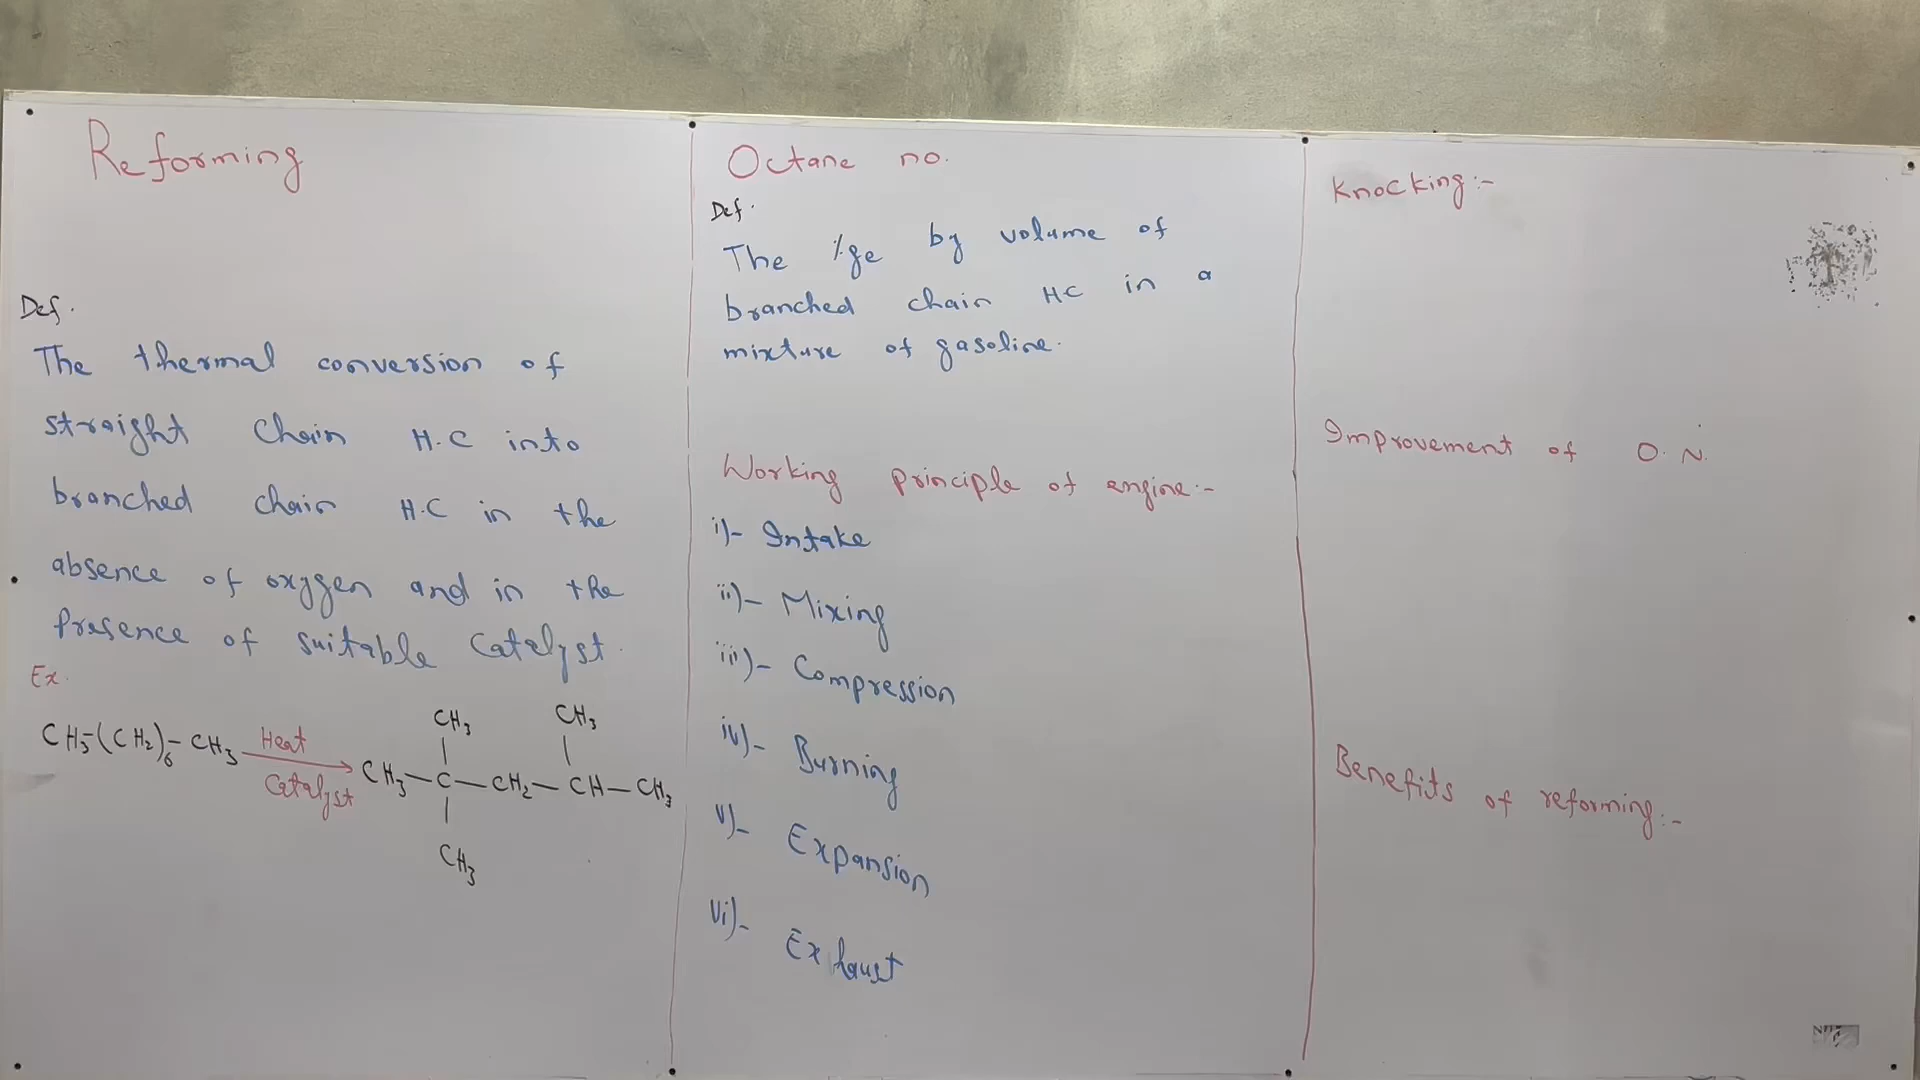 Reforming
Def.
The thermal conversion of
straight chain H.C into
branched chain H.C in the
absence of oxygen and in the
Presence of suitable Catalyst.
Ex.
CH₃-(CH₂)₆-CH₃ Heat Catalyst
CH₃ CH₃
CH₃-C-CH₂-CH-CH₃
CH₃
Octane no.
Def.
The %ge by volume of
branched chain H-C in a
mixture of gasoline.
Working principle of engine:-
i)- Intake
ii)- Mixing
iii)- Compression
iv)- Burning
v)- Expansion
vi)- Exhaust
Knocking:-
Improvement of O.N.
Benefits of reforming:-